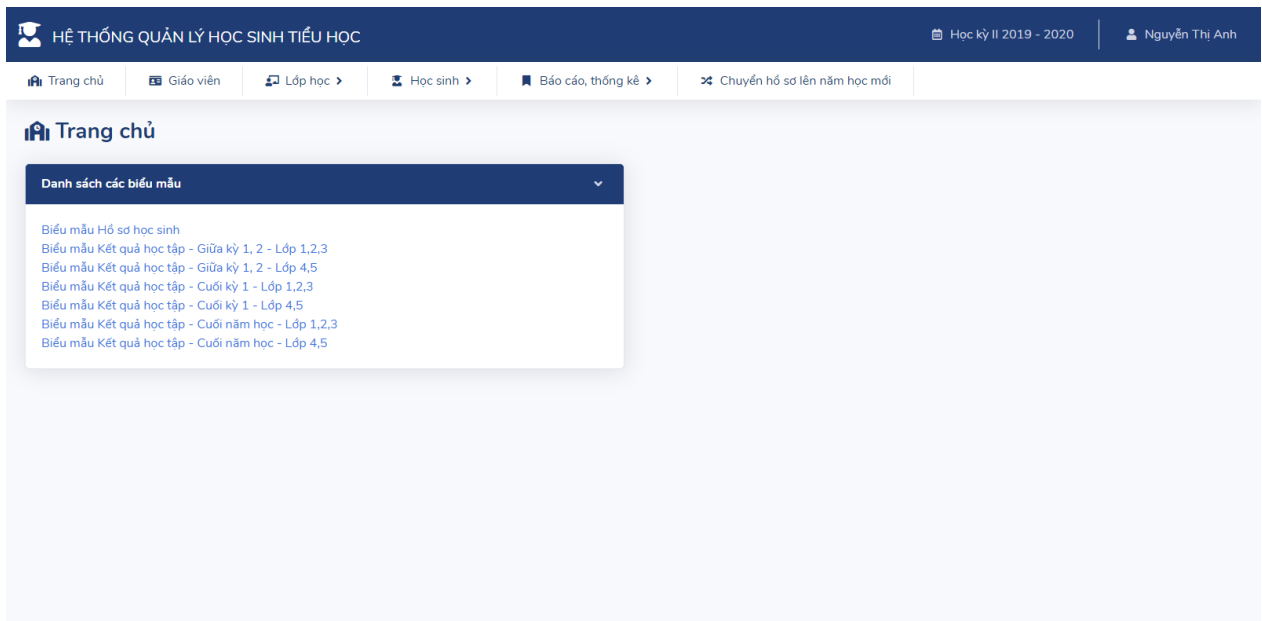 HỆ THỐNG QUẢN LÝ HỌC SINH TIỂU HỌC
Học kỳ II 2019 - 2020
Nguyễn Thị Anh
Trang chủ
Giáo viên
Lớp học
Học sinh
Báo cáo, thống kê
Chuyển hồ sơ lên năm học mới
Trang chủ
Danh sách các biểu mẫu
Biểu mẫu Hồ sơ học sinh
Biểu mẫu Kết quả học tập - Giữa kỳ 1, 2 - Lớp 1,2,3
Biểu mẫu Kết quả học tập - Giữa kỳ 1, 2 - Lớp 4,5
Biểu mẫu Kết quả học tập - Cuối kỳ 1 - Lớp 1,2,3
Biểu mẫu Kết quả học tập - Cuối kỳ 1 - Lớp 4,5
Biểu mẫu Kết quả học tập - Cuối năm học - Lớp 1,2,3
Biểu mẫu Kết quả học tập - Cuối năm học - Lớp 4,5